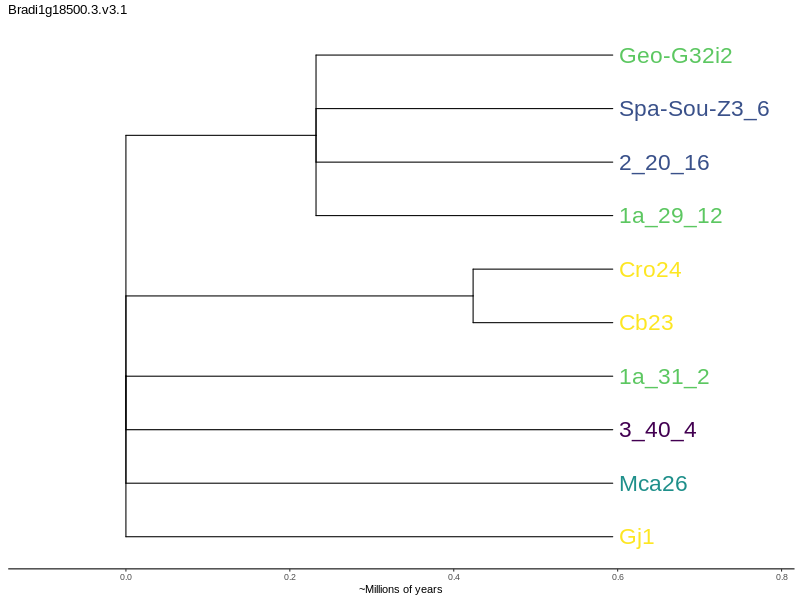 Bradi1g18500.3.v3.1
Geo-G32i2
Spa-Sou-Z3_6
2_20_16
1a_29_12
Cro24
Cb23
1a_31_2
3_40_4
Mca26
Gj1
0.0 0.2 0.4 0.6 0.8
~Millions of years